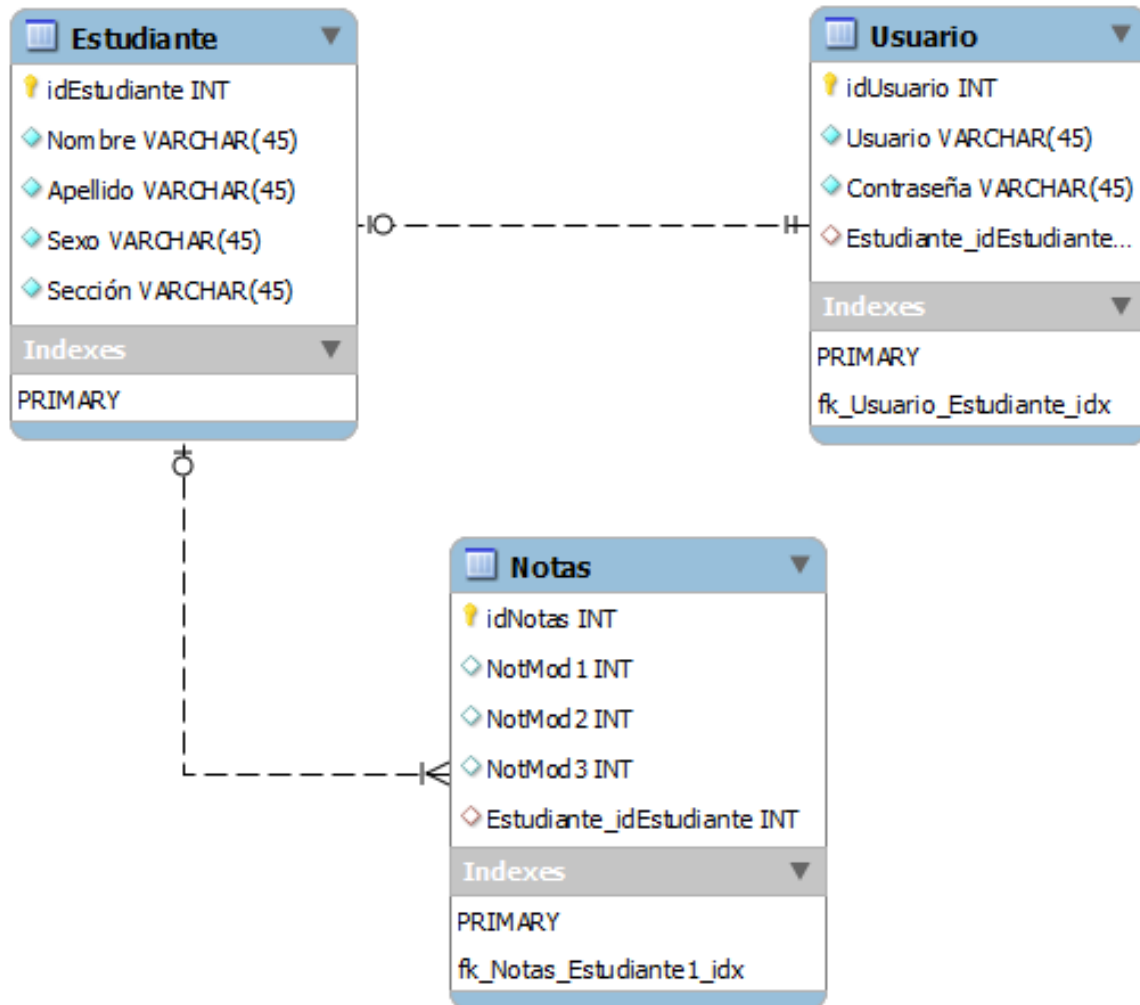 Estudiante
idEstudiante INT
Nombre VARCHAR(45)
Apellido VARCHAR(45)
Sexo VARCHAR(45)
Sección VARCHAR(45)
Indexes
PRIMARY
Usuario
idUsuario INT
Usuario VARCHAR(45)
Contraseña VARCHAR(45)
Estudiante_idEstudiante...
Indexes
PRIMARY
fk_Usuario_Estudiante_idx
Notas
idNotas INT
NotMod1 INT
NotMod2 INT
NotMod3 INT
Estudiante_idEstudiante INT
Indexes
PRIMARY
fk_Notas_Estudiante1_idx